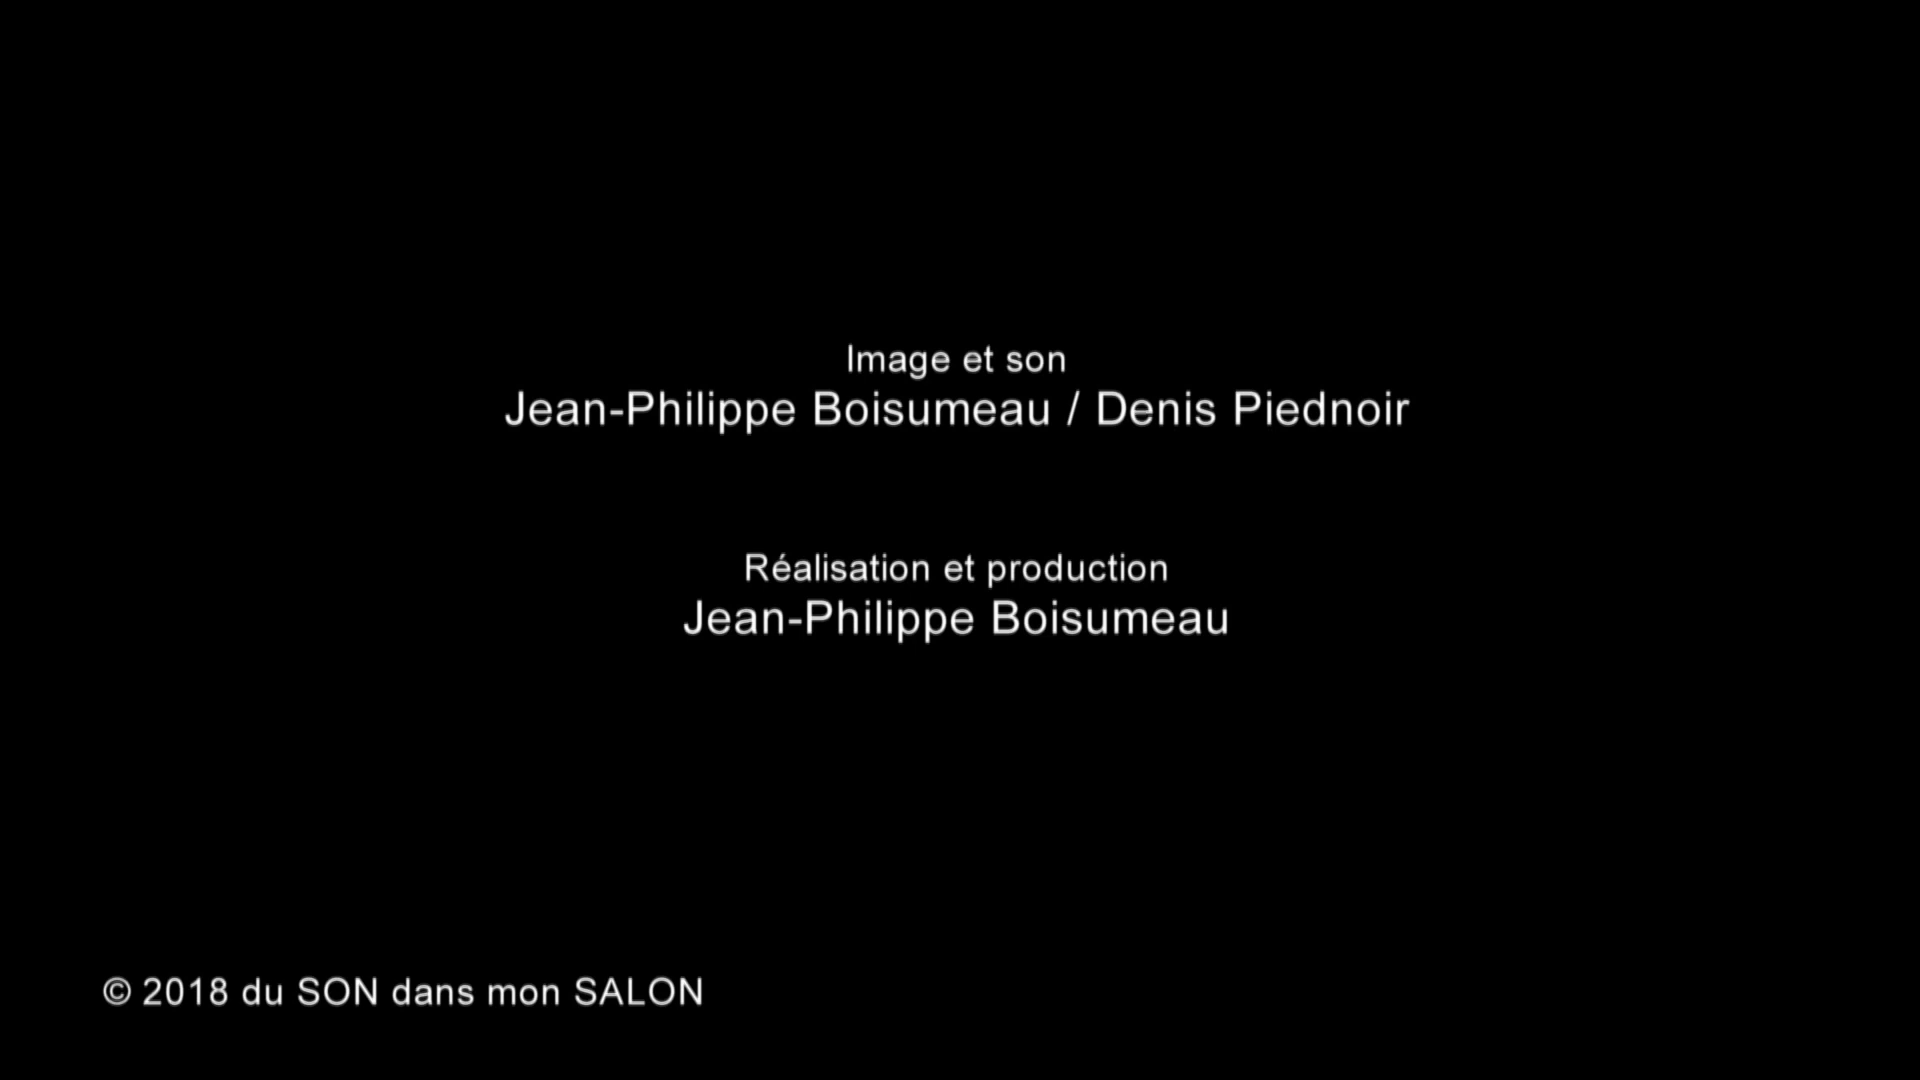 Image et son
Jean-Philippe Boisumeau / Denis Piednoir
Réalisation et production
Jean-Philippe Boisumeau
© 2018 du SON dans mon SALON